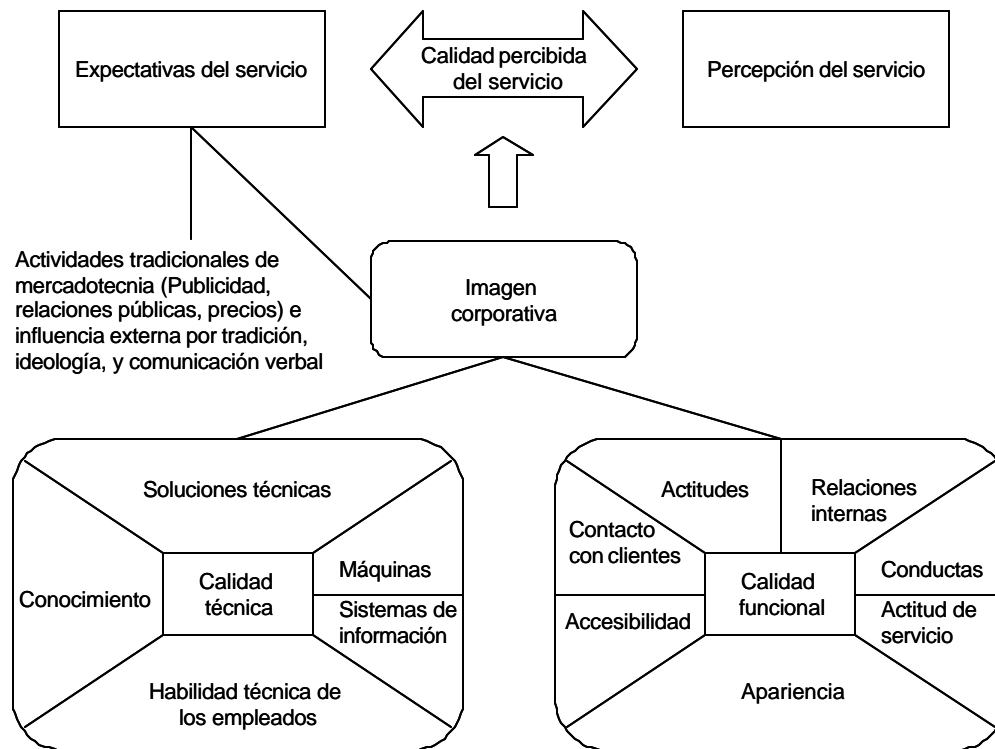 Expectativas del servicio
Calidad percibida
del servicio
Percepción del servicio
Actividades tradicionales de
mercadotecnia (Publicidad,
relaciones públicas, precios) e
influencia externa por tradición,
ideología, y comunicación verbal
Imagen
corporativa
Soluciones técnicas
Conocimiento
Calidad
técnica
Máquinas
Sistemas de
información
Habilidad técnica de
los empleados
Actitudes
Relaciones
internas
Contacto
con clientes
Accesibilidad
Calidad
funcional
Conductas
Actitud de
servicio
Apariencia